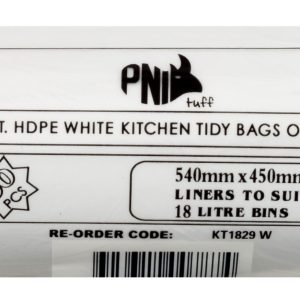 PNI
tuff
T. HDPE WHITE KITCHEN TIDY BAGS O
540mm x 450mm
LINERS TO SUI
18 LITRE BINS
PCS
RE-ORDER CODE: KT1829 W